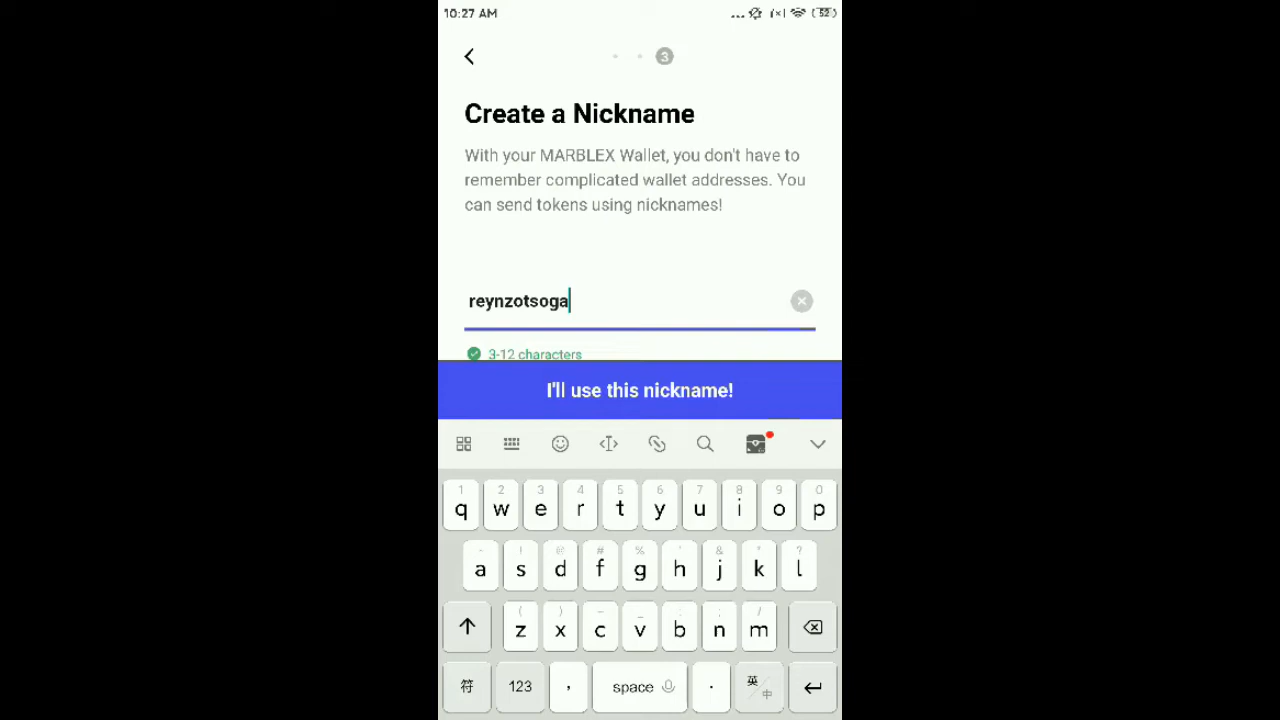 10:27 AM
52
3
Create a Nickname
With your MARBLEX Wallet, you don't have to
remember complicated wallet addresses. You
can send tokens using nicknames!
reynzotsoga
3-12 characters
I'll use this nickname!
1 2 3 4 5 6 7 8 9 0
q w e r t y u i o p
- ! @ # % ' & * ?
a s d f g h j k l
( ) - _ : ; /
z x c v b n m
符 123 , space . 英/中